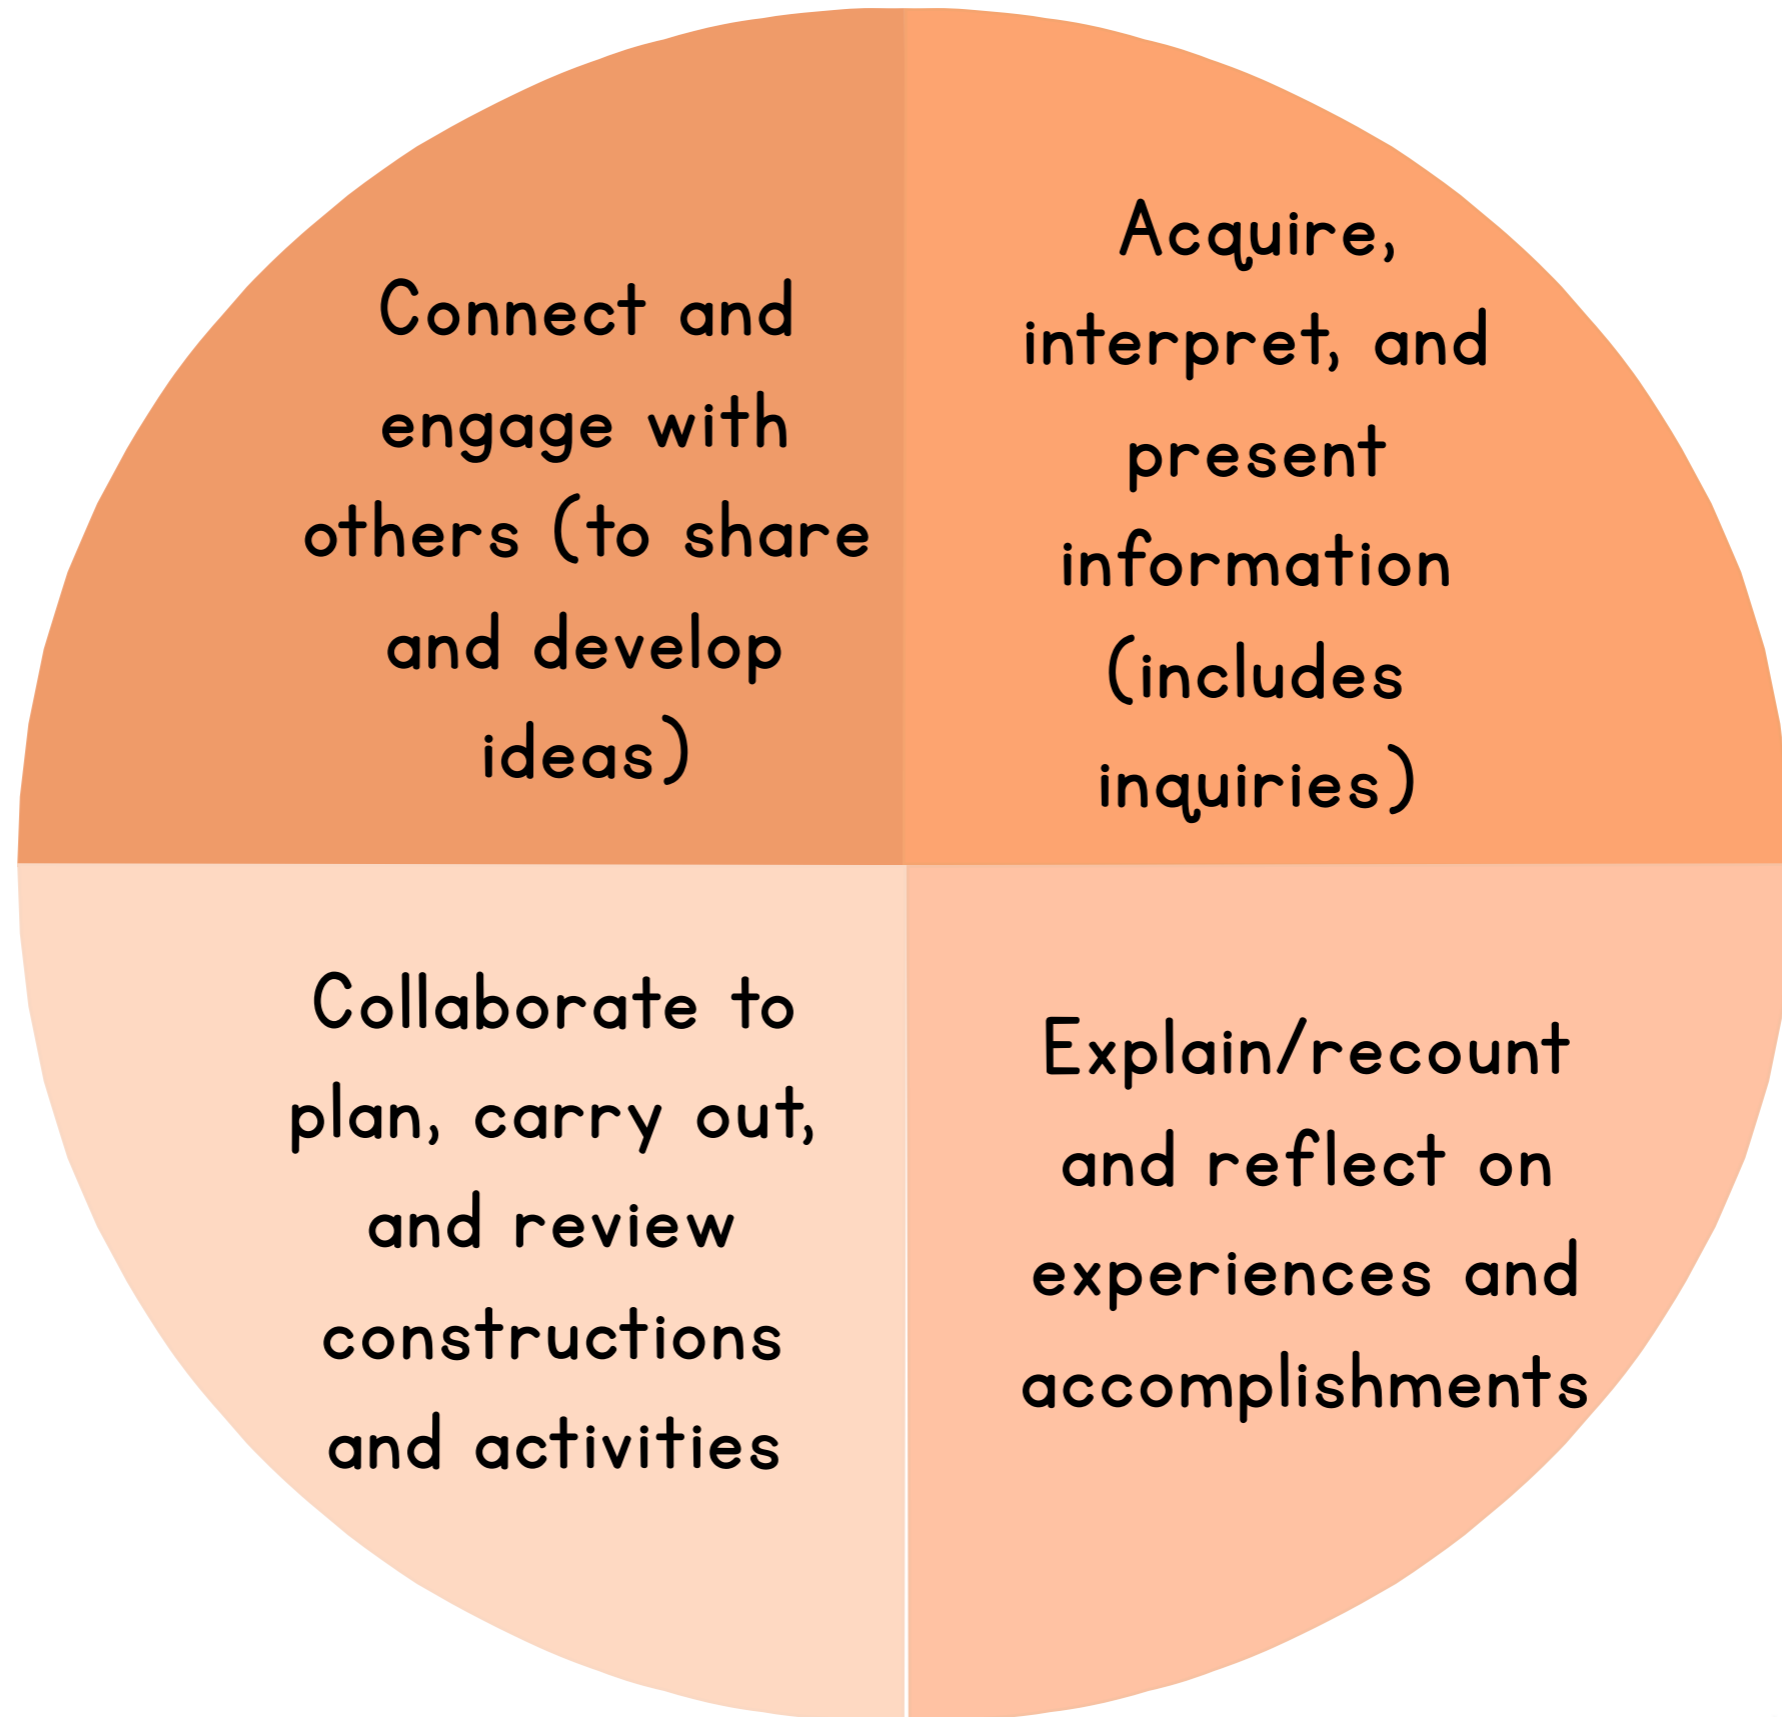 Connect and
engage with
others (to share
and develop
ideas)
Acquire,
interpret, and
present
information
(includes
inquiries)
Collaborate to
plan, carry out,
and review
constructions
and activities
Explain/recount
and reflect on
experiences and
accomplishments